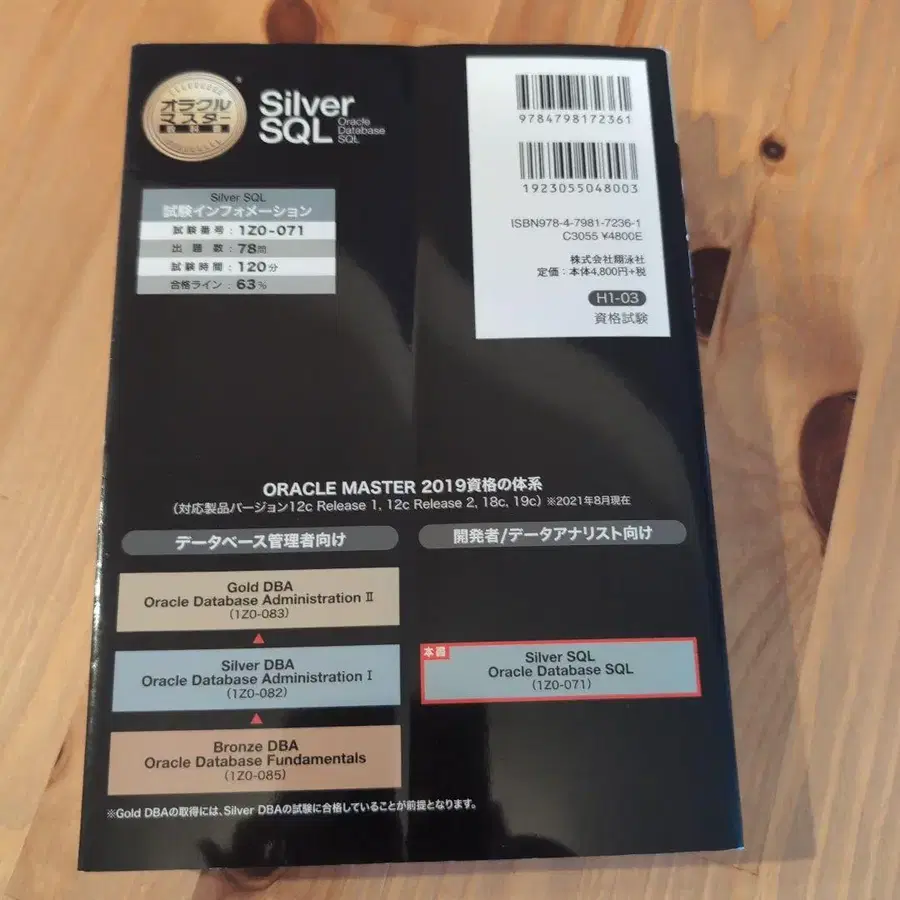 オラクル
マスター
教科書
Silver
SQL
Oracle
Database
SQL
9784798172361
1923055048003
ISBN978-4-7981-7236-1
C3055 ¥4800E
株式会社翔泳社
定価:本体4,800円+税
H1-03
資格試験
Silver SQL
試験インフォメーション
試験番号:1Z0-071
出題数:78問
試験時間:120分
合格ライン:63%
ORACLE MASTER 2019資格の体系
(対応製品バージョン12c Release 1, 12c Release 2, 18c, 19c)※2021年8月現在
データベース管理者向け
開発者/データアナリスト向け
Gold DBA
Oracle Database Administration Ⅱ
(1Z0-083)
Silver DBA
Oracle Database Administration Ⅰ
(1Z0-082)
Bronze DBA
Oracle Database Fundamentals
(1Z0-085)
本書
Silver SQL
Oracle Database SQL
(1Z0-071)
※Gold DBAの取得には、Silver DBAの試験に合格していることが前提となります。